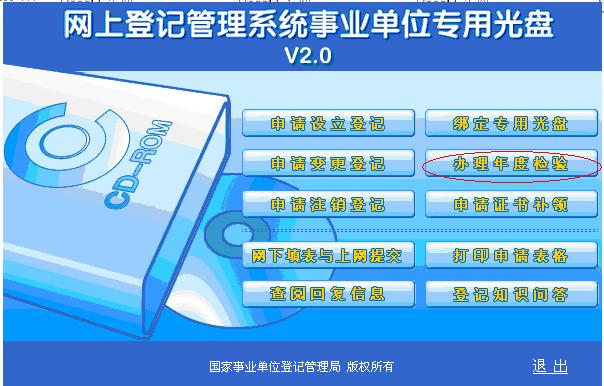 网上登记管理系统事业单位专用光盘
V2.0
CD-ROM
申请设立登记
绑定专用光盘
申请变更登记
办理年度检验
申请注销登记
申请证书补领
网下填表与上网提交
打印申请表格
查阅回复信息
登记知识问答
国家事业单位登记管理局 版权所有
退 出